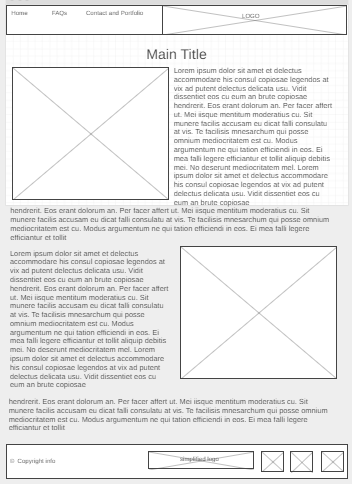 Home FAQs Contact and Portfolio LOGO
Main Title
Lorem ipsum dolor sit amet et delectus
accommodare his consul copiosae legendos at
vix ad putent delectus delicata usu. Vidit
dissentiet eos cu eum an brute copiosae
hendrerit. Eos erant dolorum an. Per facer affert
ut. Mei iisque mentitum moderatius cu. Sit
munere facilis accumsan eu dicat falli consulatu
at vis. Te facilisis mnesarchum qui posse
omnium mediocritatem est cu. Modus
argumentum ne qui tation efficiendi in eos. Ei
mea falli legere efficiantur et tollit aliquip debitis
mei. No deserunt mediocritatem mel. Lorem ipsum
dolor sit amet et delectus accommodare
his consul copiosae legendos at vix ad putent
delectus delicata usu. Vidit dissentiet eos cu
eum an brute copiosae
hendrerit. Eos erant dolorum an. Per facer affert ut. Mei iisque mentitum moderatius cu. Sit
munere facilis accumsan eu dicat falli consulatu at vis. Te facilisis mnesarchum qui posse omnium
mediocritatem est cu. Modus argumentum ne qui tation efficiendi in eos. Ei mea falli legere
efficiantur et tollit
Lorem ipsum dolor sit amet et delectus
accommodare his consul copiosae legendos at
vix ad putent delectus delicata usu. Vidit
dissentiet eos cu eum an brute copiosae
hendrerit. Eos erant dolorum an. Per facer affert
ut. Mei iisque mentitum moderatius cu. Sit
munere facilis accumsan eu dicat falli consulatu
at vis. Te facilisis mnesarchum qui posse
omnium mediocritatem est cu. Modus
argumentum ne qui tation efficiendi in eos. Ei
mea falli legere efficiantur et tollit aliquip debitis
mei. No deserunt mediocritatem mel. Lorem
ipsum dolor sit amet et delectus accommodare
his consul copiosae legendos at vix ad putent
delectus delicata usu. Vidit dissentiet eos cu
eum an brute copiosae
hendrerit. Eos erant dolorum an. Per facer affert ut. Mei iisque mentitum moderatius cu. Sit
munere facilis accumsan eu dicat falli consulatu at vis. Te facilisis mnesarchum qui posse omnium
mediocritatem est cu. Modus argumentum ne qui tation efficiendi in eos. Ei mea falli legere
efficiantur et tollit
© Copyright info simplified logo